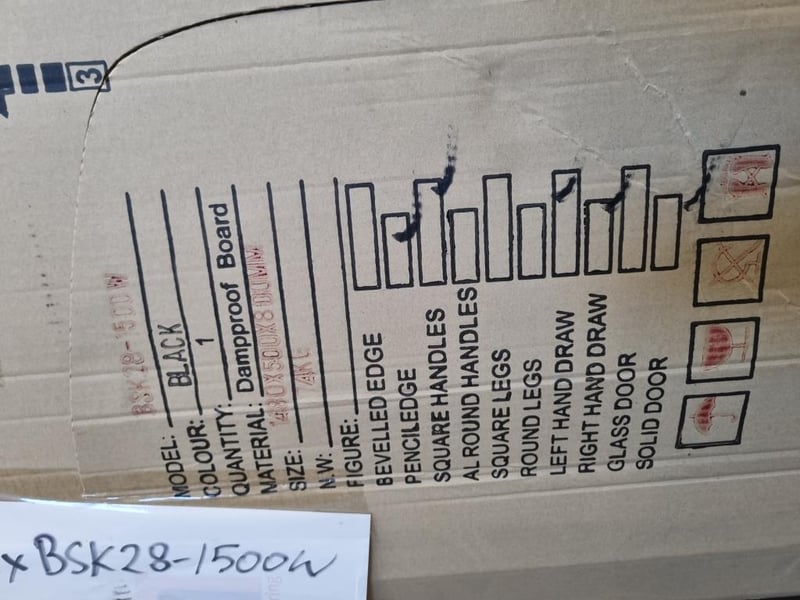 3
MODEL: BSK28-1500W
COLOUR: BLACK
QUANTITY: 1
MATERIAL: Dampproof Board
SIZE:
N.W:
FIGURE:
BEVELLED EDGE
PENCILEDGE
SQUARE HANDLES
ALROUND HANDLES
SQUARE LEGS
ROUND LEGS
LEFT HAND DRAW
RIGHT HAND DRAW
GLASS DOOR
SOLID DOOR
x BSK28-1500W